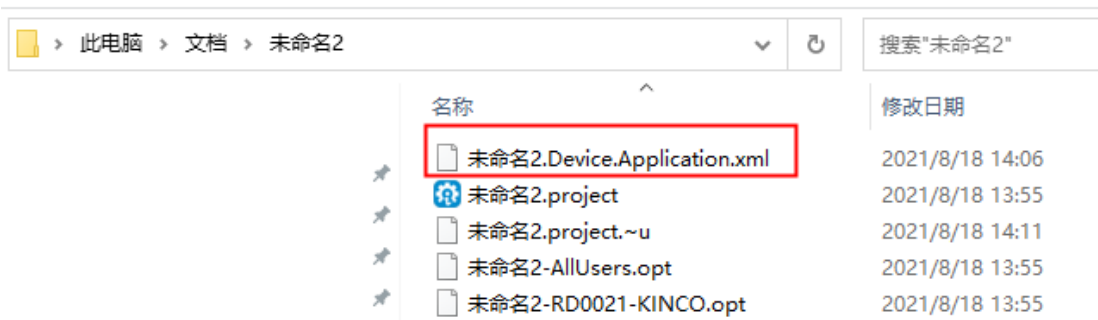 此电脑 > 文档 > 未命名2 搜索"未命名2"
名称 修改日期
未命名2.Device.Application.xml 2021/8/18 14:06
未命名2.project 2021/8/18 13:55
未命名2.project.~u 2021/8/18 14:11
未命名2-AllUsers.opt 2021/8/18 13:55
未命名2-RD0021-KINCO.opt 2021/8/18 13:55